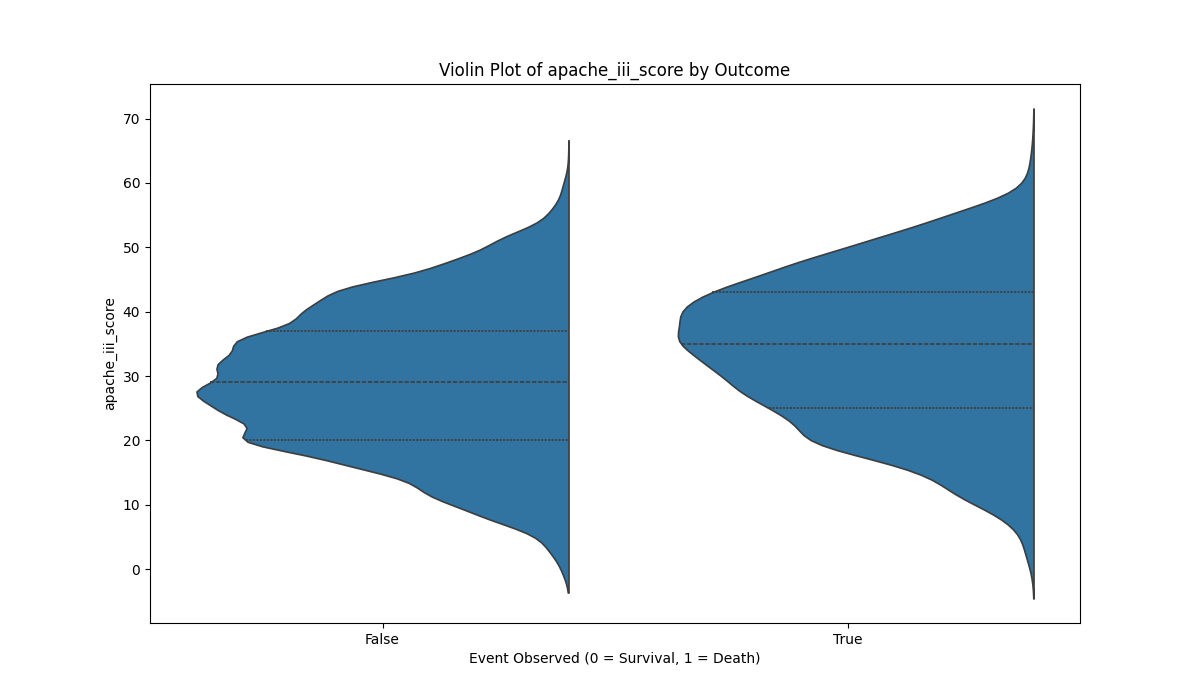 Violin Plot of apache_iii_score by Outcome
70
60
50
40
30
20
10
0
apache_iii_score
False
True
Event Observed (0 = Survival, 1 = Death)